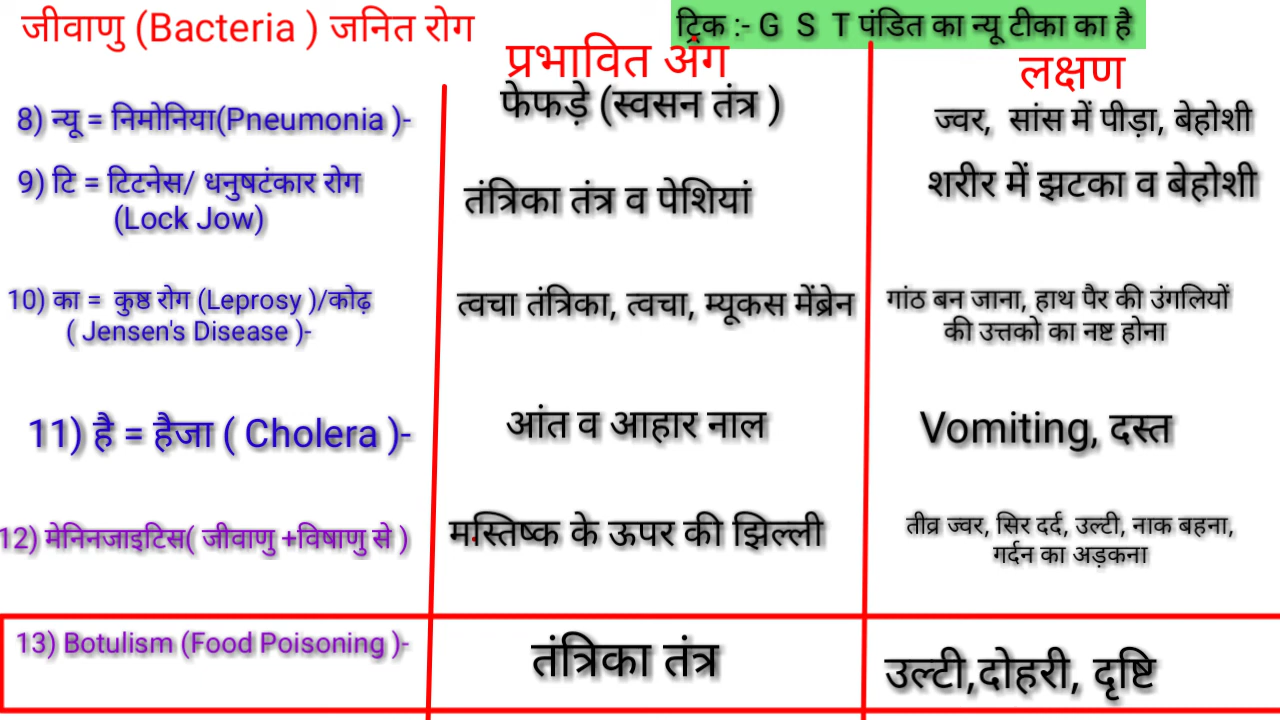 जीवाणु (Bacteria ) जनित रोग
ट्रिक :- G S T पंडित का न्यू टीका का है
प्रभावित अंग
लक्षण
8) न्यू = निमोनिया(Pneumonia )-
फेफड़े (स्वसन तंत्र )
ज्वर, सांस में पीड़ा, बेहोशी
9) टि = टिटनेस/ धनुषटंकार रोग
(Lock Jow)
तंत्रिका तंत्र व पेशियां
शरीर में झटका व बेहोशी
10) का = कुष्ठ रोग (Leprosy )/कोढ़
( Jensen's Disease )-
त्वचा तंत्रिका, त्वचा, म्यूकस मेंब्रेन
गांठ बन जाना, हाथ पैर की उंगलियों
की उत्तको का नष्ट होना
11) है = हैजा ( Cholera )-
आंत व आहार नाल
Vomiting, दस्त
12) मेनिनजाइटिस( जीवाणु +विषाणु से )
मस्तिष्क के ऊपर की झिल्ली
तीव्र ज्वर, सिर दर्द, उल्टी, नाक बहना,
गर्दन का अड़कना
13) Botulism (Food Poisoning )-
तंत्रिका तंत्र
उल्टी,दोहरी, दृष्टि